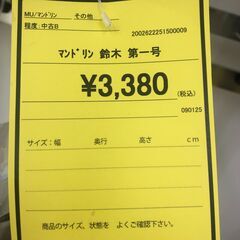 MU/マンドリン その他
程度:中古B 2002622251500009
マンドリン 鈴木 第一号
¥3,380
(税込)
090125
サイズ:幅 奥行 高さ cm
状態:
商品のサイズ、状態を よくご確認下さい。